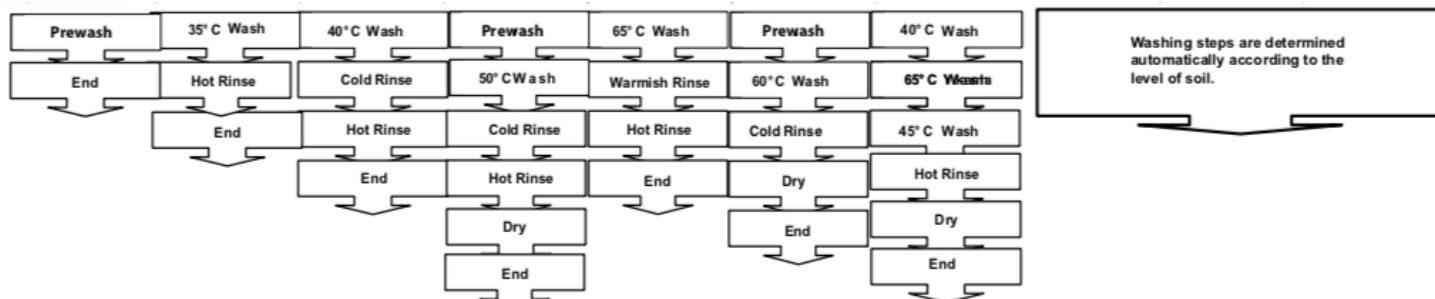 Prewash
End
35°C Wash
Hot Rinse
End
40°C Wash
Cold Rinse
Hot Rinse
End
Prewash
50°C Wash
Cold Rinse
Hot Rinse
Dry
End
65°C Wash
Warmish Rinse
Hot Rinse
End
Prewash
60°C Wash
Cold Rinse
Dry
End
40°C Wash
65°C
45°C Wash
Hot Rinse
Dry
End
Washing steps are determined
automatically according to the
level of soil.